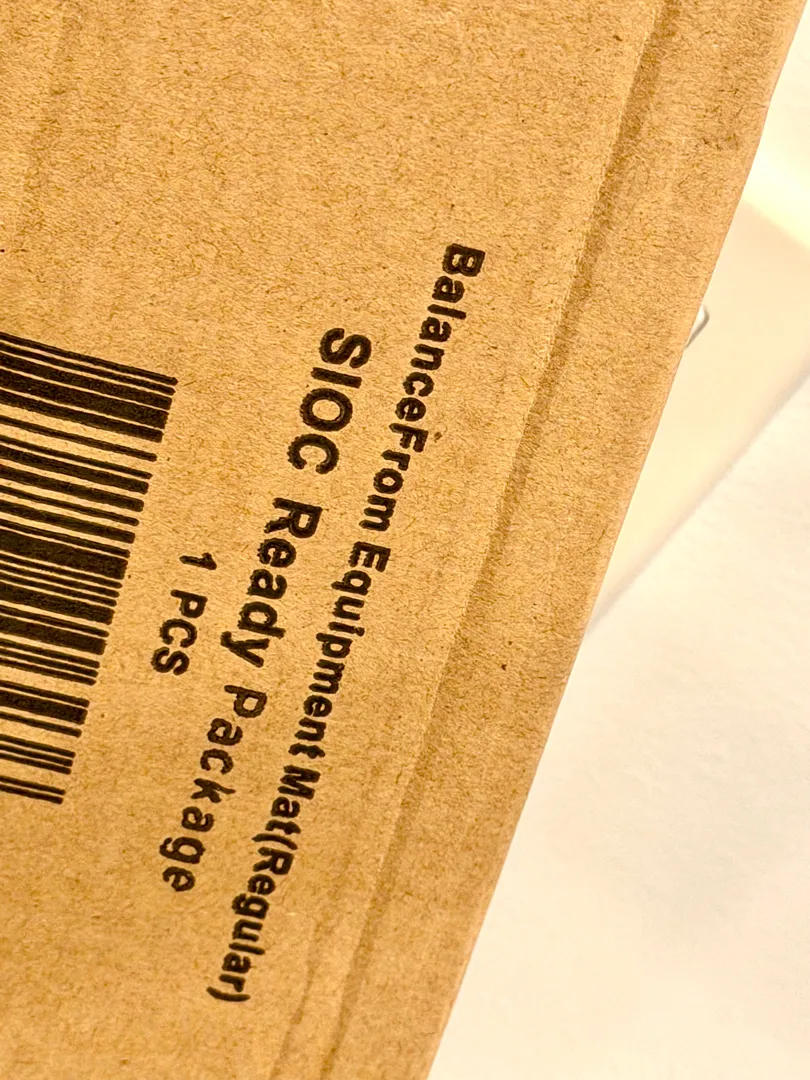 BalanceFrom Equipment Mat(Regular)
SIOC Ready Package
1 PCS